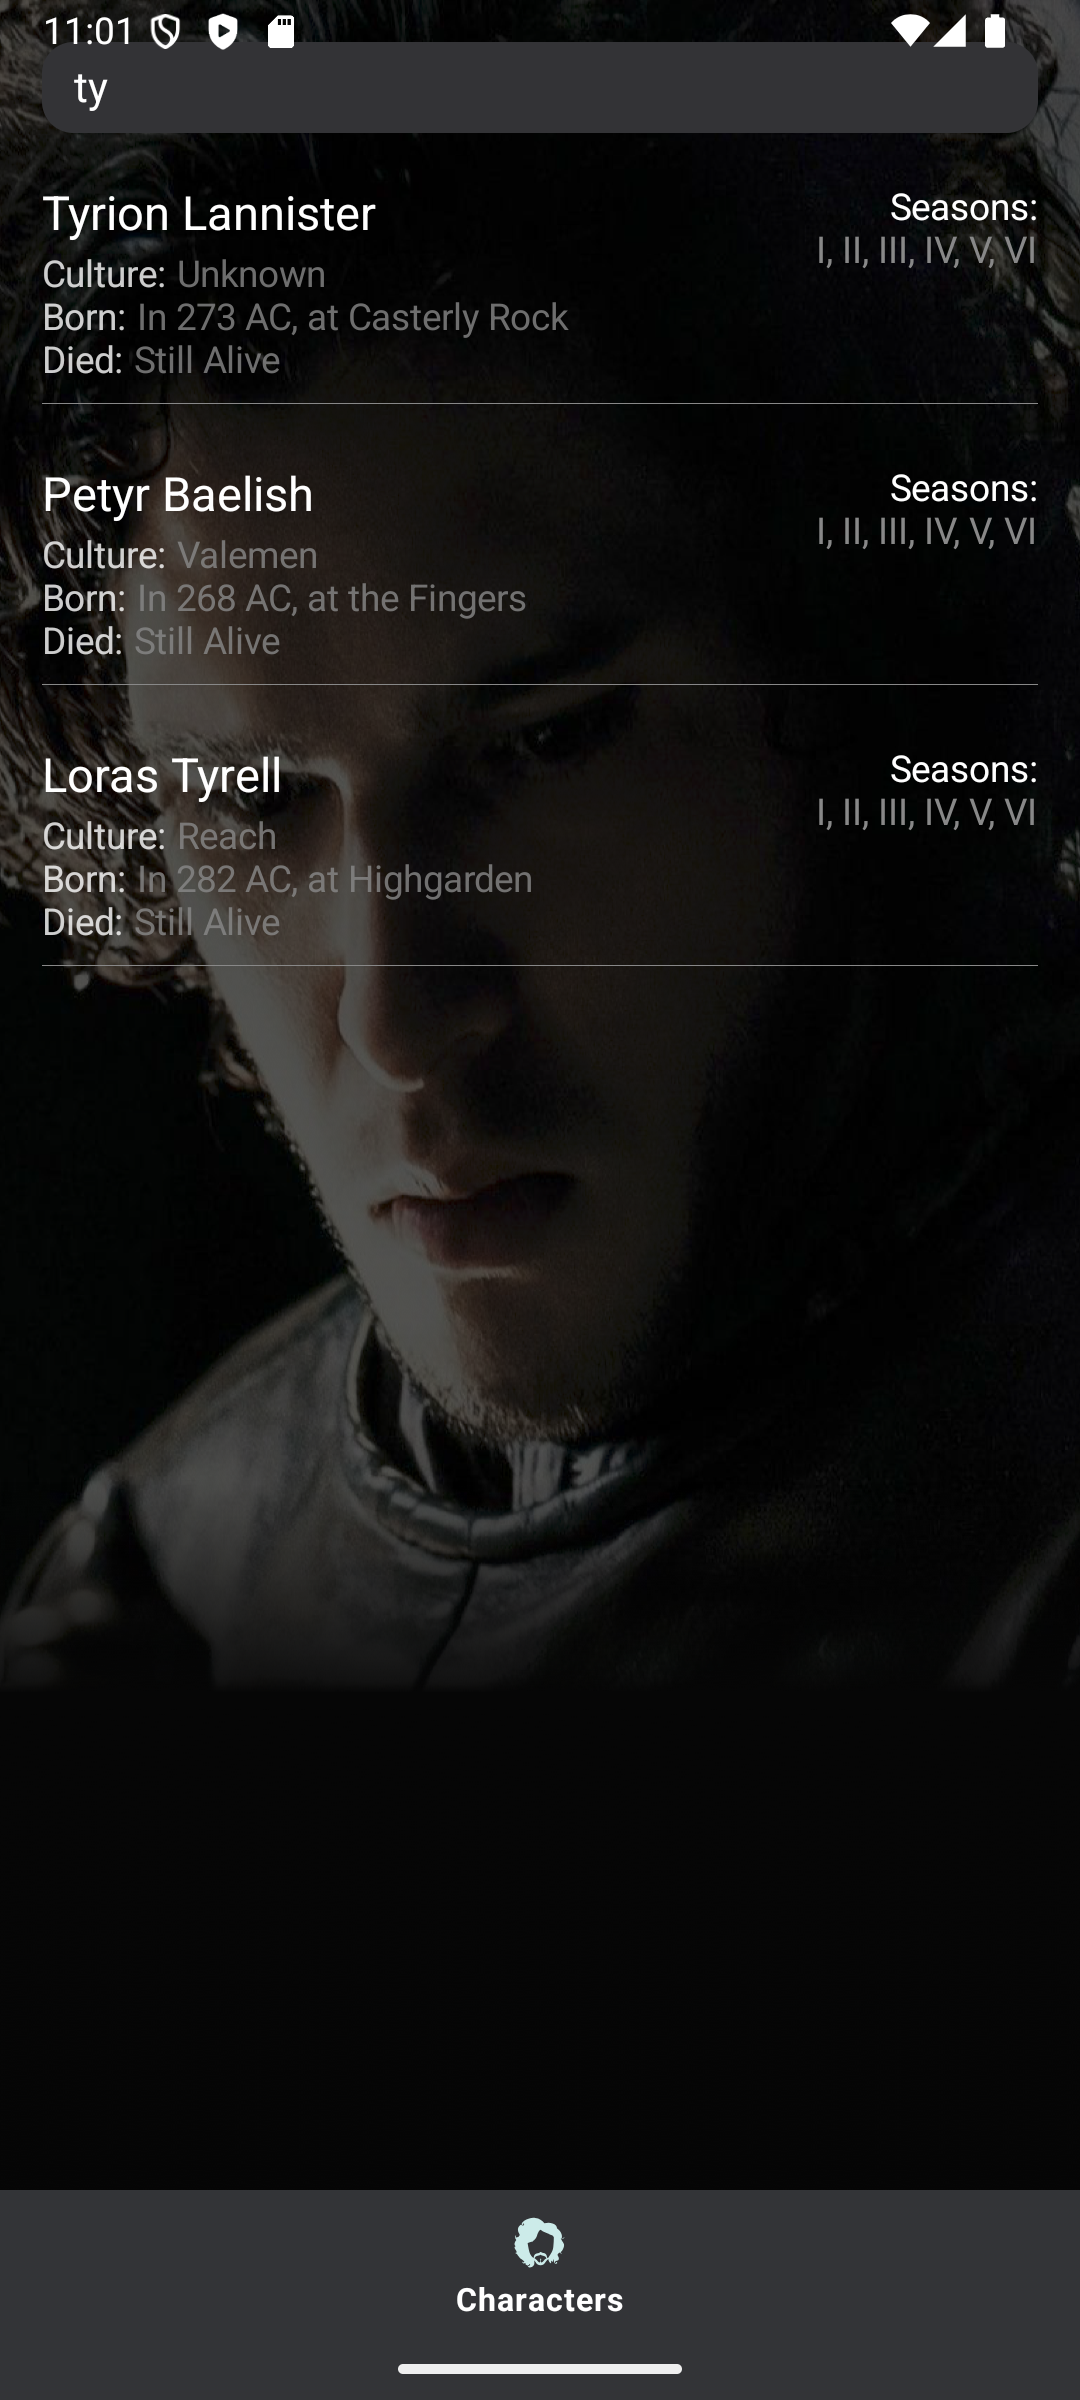 11:01
ty
Tyrion Lannister
Seasons:
I, II, III, IV, V, VI
Culture: Unknown
Born: In 273 AC, at Casterly Rock
Died: Still Alive
Petyr Baelish
Seasons:
I, II, III, IV, V, VI
Culture: Valemen
Born: In 268 AC, at the Fingers
Died: Still Alive
Loras Tyrell
Seasons:
I, II, III, IV, V, VI
Culture: Reach
Born: In 282 AC, at Highgarden
Died: Still Alive
Characters